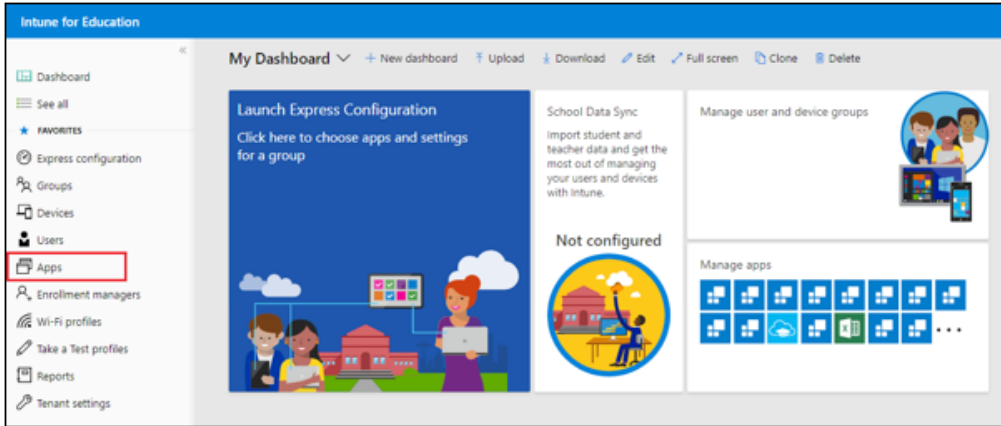 Intune for Education
«
Dashboard
See all
FAVORITES
Express configuration
Groups
Devices
Users
Apps
Enrollment managers
Wi-Fi profiles
Take a Test profiles
Reports
Tenant settings
My Dashboard + New dashboard Upload Download Edit Full screen Clone Delete
Launch Express Configuration
Click here to choose apps and settings
for a group
School Data Sync
Import student and
teacher data and get the
most out of managing
your users and devices
with Intune.
Not configured
Manage user and device groups
Manage apps
...